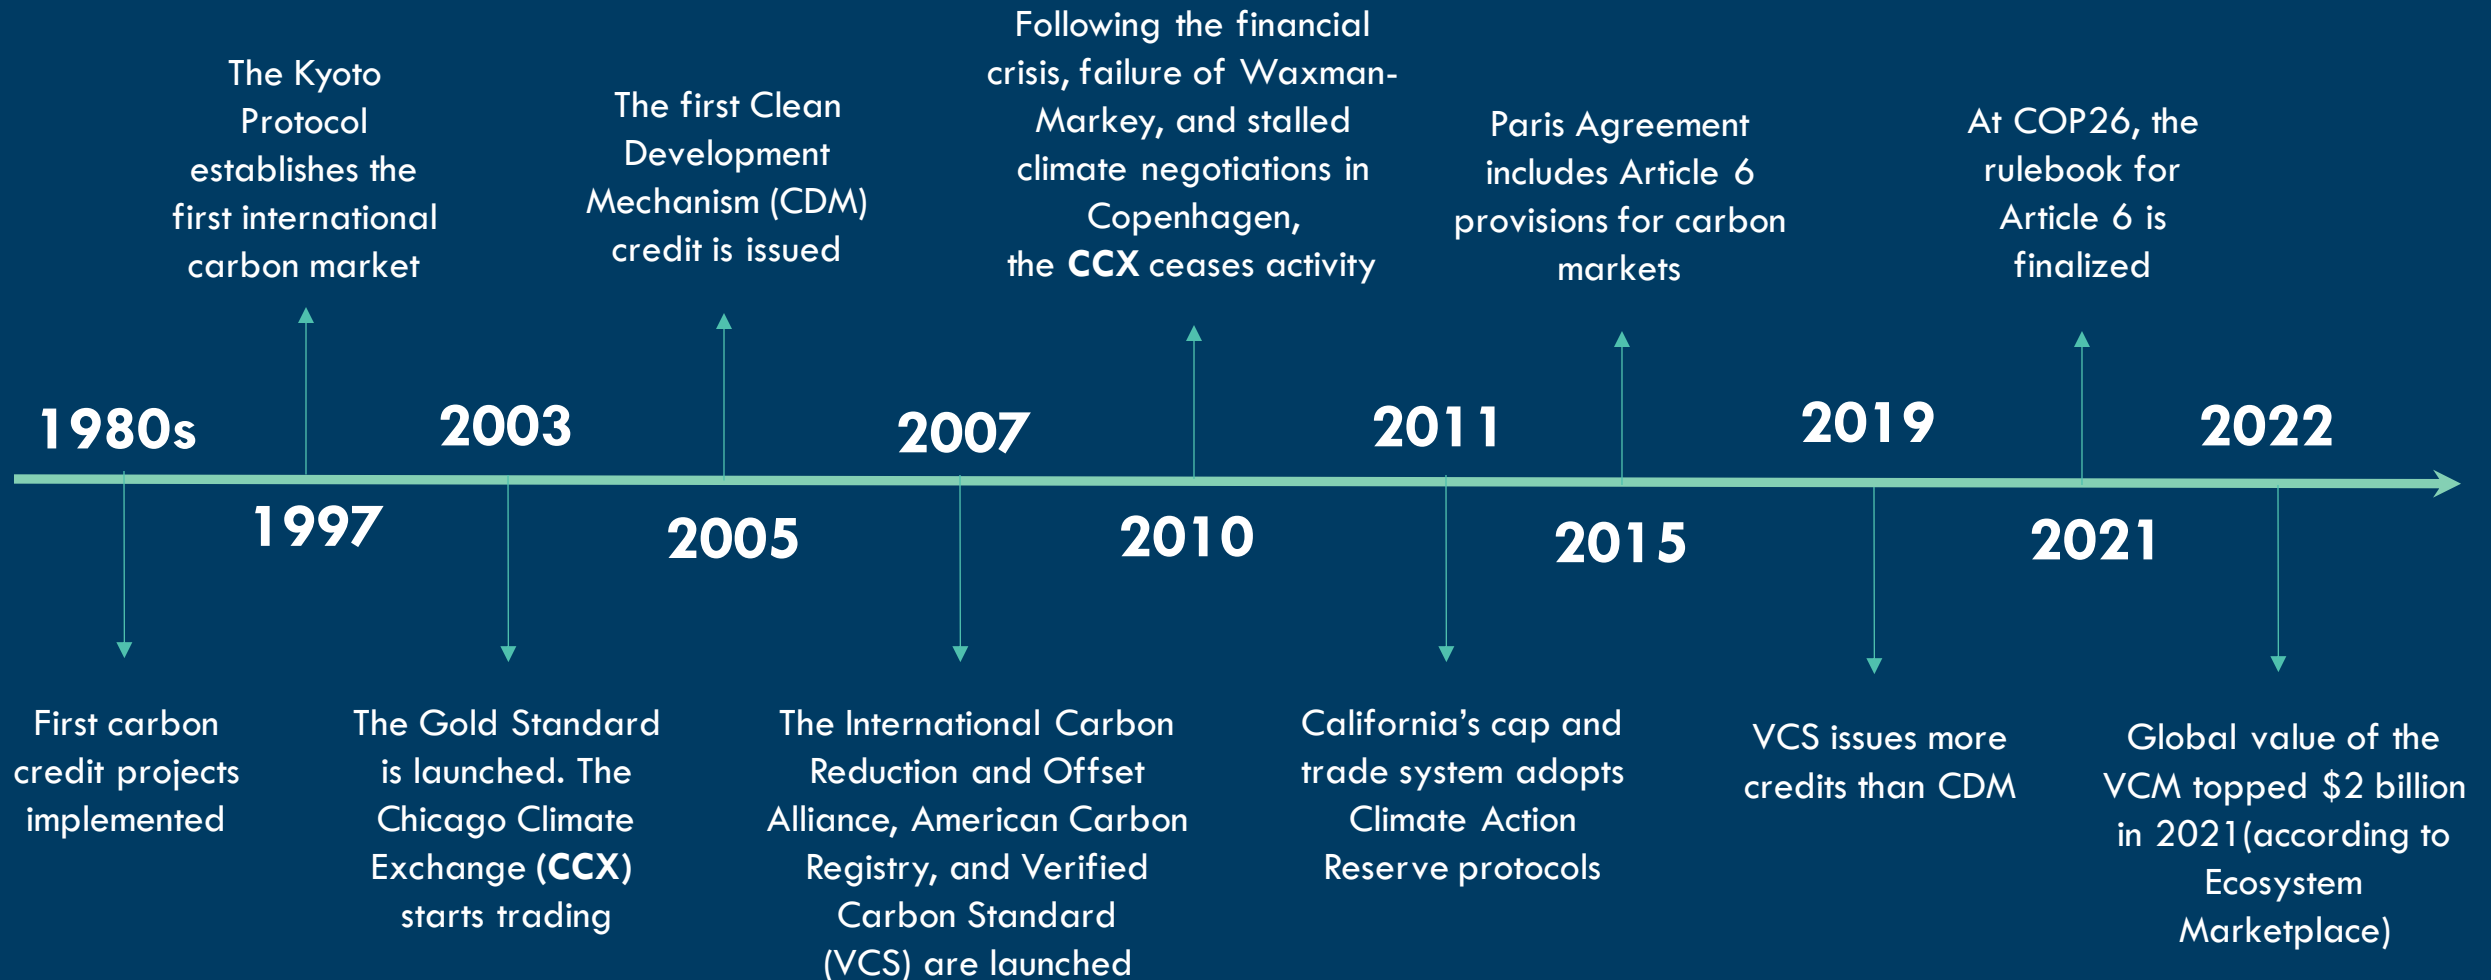 1980s
First carbon
credit projects
implemented
The Kyoto
Protocol
establishes the
first international
carbon market
1997
2003
The Gold Standard
is launched. The
Chicago Climate
Exchange (CCX)
starts trading
The first Clean
Development
Mechanism (CDM)
credit is issued
2005
2007
The International Carbon
Reduction and Offset
Alliance, American Carbon
Registry, and Verified
Carbon Standard
(VCS) are launched
Following the financial
crisis, failure of Waxman-
Markey, and stalled
climate negotiations in
Copenhagen,
the CCX ceases activity
2010
2011
California’s cap and
trade system adopts
Climate Action
Reserve protocols
Paris Agreement
includes Article 6
provisions for carbon
markets
2015
2019
VCS issues more
credits than CDM
At COP26, the
rulebook for
Article 6 is
finalized
2021
2022
Global value of the
VCM topped $2 billion
in 2021(according to
Ecosystem
Marketplace)